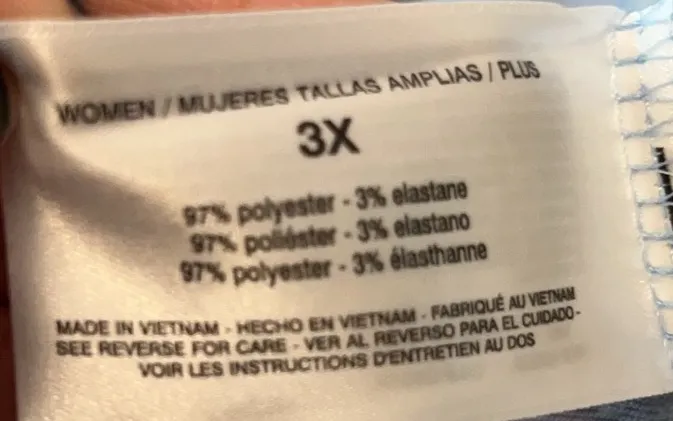 WOMEN / MUJERES TALLAS AMPLIAS / PLUS
3X
97% polyester - 3% elastane
97% poliéster - 3% elastano
97% polyester - 3% élasthanne
MADE IN VIETNAM - HECHO EN VIETNAM - FABRIQUÉ AU VIETNAM
SEE REVERSE FOR CARE - VER AL REVERSO PARA EL CUIDADO -
VOIR LES INSTRUCTIONS D'ENTRETIEN AU DOS